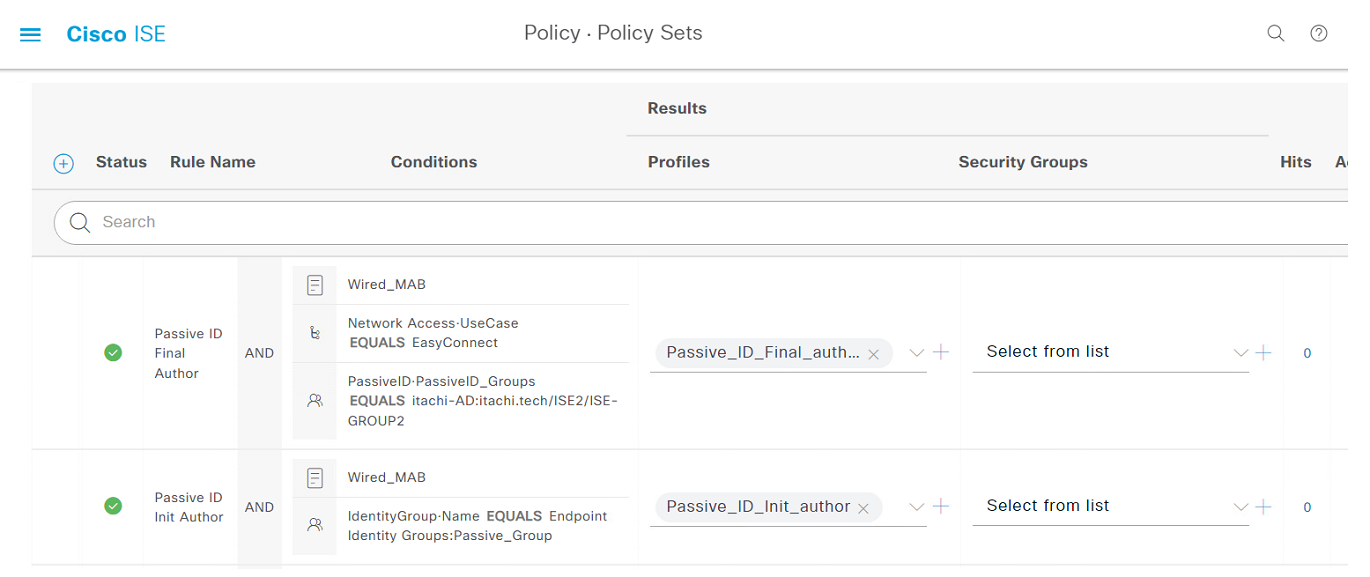 Cisco ISE
Policy · Policy Sets
Results
Status Rule Name Conditions Profiles Security Groups Hits
Search
Passive ID
Final
Author
AND
Wired_MAB
Network Access·UseCase
EQUALS EasyConnect
PassiveID·PassiveID_Groups
EQUALS itachi-AD:itachi.tech/ISE2/ISE-
GROUP2
Passive_ID_Final_auth...
Select from list
0
Passive ID
Init Author
AND
Wired_MAB
IdentityGroup·Name EQUALS Endpoint
Identity Groups:Passive_Group
Passive_ID_Init_author
Select from list
0